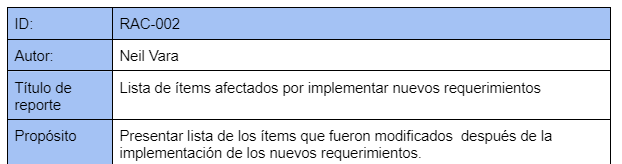 ID: RAC-002
Autor: Neil Vara
Título de Lista de ítems afectados por implementar nuevos requerimientos
reporte
Propósito Presentar lista de los ítems que fueron modificados después de la
implementación de los nuevos requerimientos.